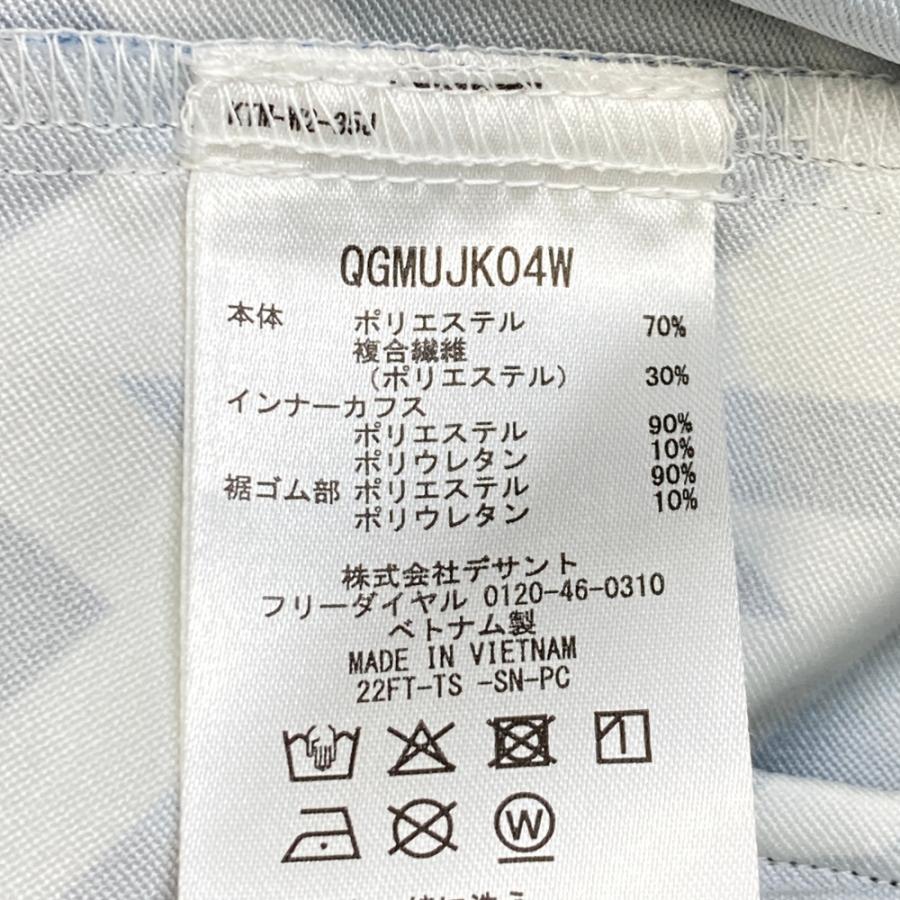 QGMUJK04W
本体 ポリエステル 70%
複合繊維
(ポリエステル) 30%
インナーカフス
ポリエステル 90%
ポリウレタン 10%
裾ゴム部 ポリエステル 90%
ポリウレタン 10%
株式会社デサント
フリーダイヤル 0120-46-0310
ベトナム製
MADE IN VIETNAM
22FT-TS -SN-PC
W